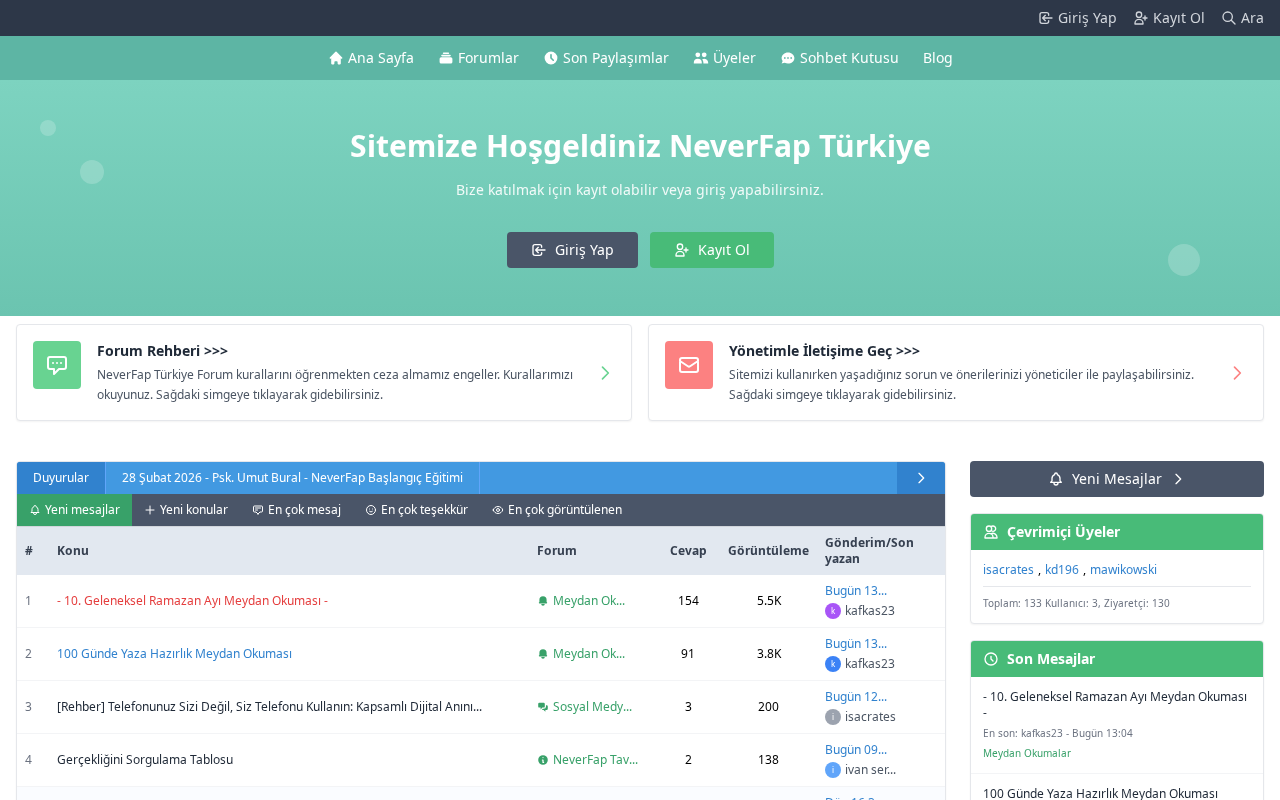 Giriş Yap Kayıt Ol Ara
Ana Sayfa Forumlar Son Paylaşımlar Üyeler Sohbet Kutusu Blog
Sitemize Hoşgeldiniz NeverFap Türkiye
Bize katılmak için kayıt olabilir veya giriş yapabilirsiniz.
Giriş Yap Kayıt Ol
Forum Rehberi >>>
NeverFap Türkiye Forum kurallarını öğrenmekten ceza almamız engeller. Kurallarımızı
okuyunuz. Sağdaki simgeye tıklayarak gidebilirsiniz.
Yönetimle İletişime Geç >>>
Sitemizi kullanırken yaşadığınız sorun ve önerilerinizi yöneticiler ile paylaşabilirsiniz.
Sağdaki simgeye tıklayarak gidebilirsiniz.
Duyurular 28 Şubat 2026 - Psk. Umut Bural - NeverFap Başlangıç Eğitimi
Yeni mesajlar Yeni konular En çok mesaj En çok teşekkür En çok görüntülenen
# Konu Forum Cevap Görüntüleme Gönderim/Son yazan
1 - 10. Geleneksel Ramazan Ayı Meydan Okuması - Meydan Ok... 154 5.5K Bugün 13...
k kafkas23
2 100 Günde Yaza Hazırlık Meydan Okuması Meydan Ok... 91 3.8K Bugün 13...
k kafkas23
3 [Rehber] Telefonunuz Sizi Değil, Siz Telefonu Kullanın: Kapsamlı Dijital Anını... Sosyal Medy... 3 200 Bugün 12...
i isacrates
4 Gerçekliğini Sorgulama Tablosu NeverFap Tav... 2 138 Bugün 09...
i ivan ser...
Yeni Mesajlar
Çevrimiçi Üyeler
isacrates , kd196 , mawikowski
Toplam: 133 Kullanıcı: 3, Ziyaretçi: 130
Son Mesajlar
- 10. Geleneksel Ramazan Ayı Meydan Okuması
-
En son: kafkas23 - Bugün 13:04
Meydan Okumalar
100 Günde Yaza Hazırlık Meydan Okuması